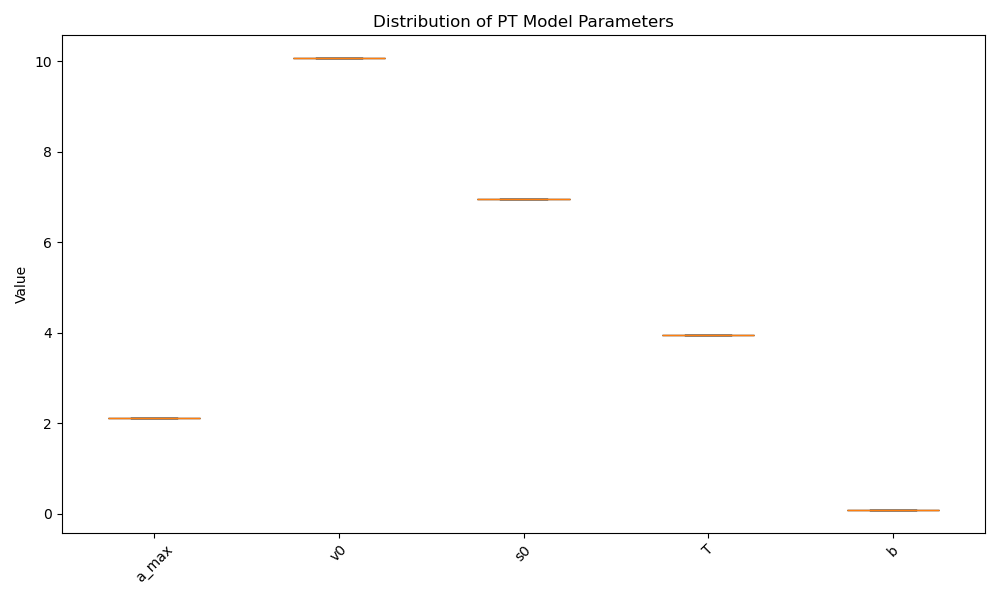 Distribution of PT Model Parameters
Value
10
8
6
4
2
0
a_max
v0
s0
T
b